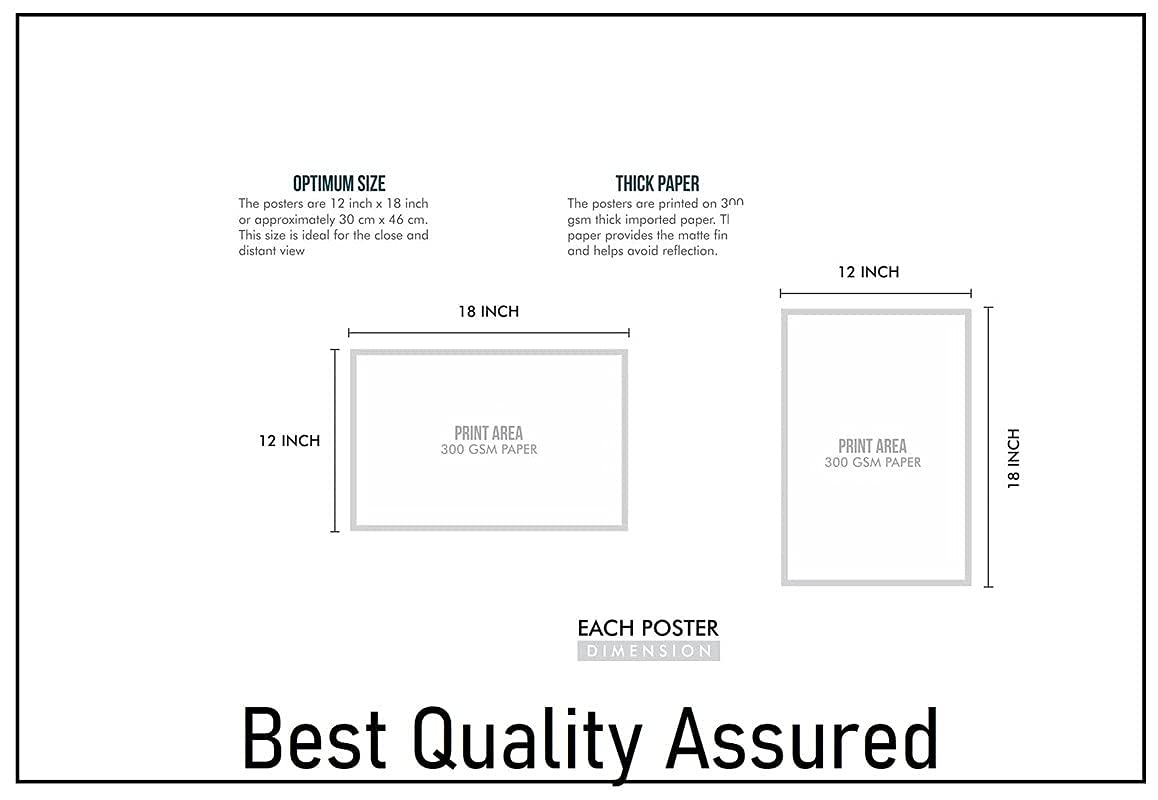 OPTIMUM SIZE
The posters are 12 inch x 18 inch
or approximately 30 cm x 46 cm.
This size is ideal for the close and
distant view
THICK PAPER
The posters are printed on 300
gsm thick imported paper.
paper provides the matte fin
and helps avoid reflection.
18 INCH
12 INCH
PRINT AREA
300 GSM PAPER
12 INCH
18 INCH
PRINT AREA
300 GSM PAPER
EACH POSTER
DIMENSION
Best Quality Assured